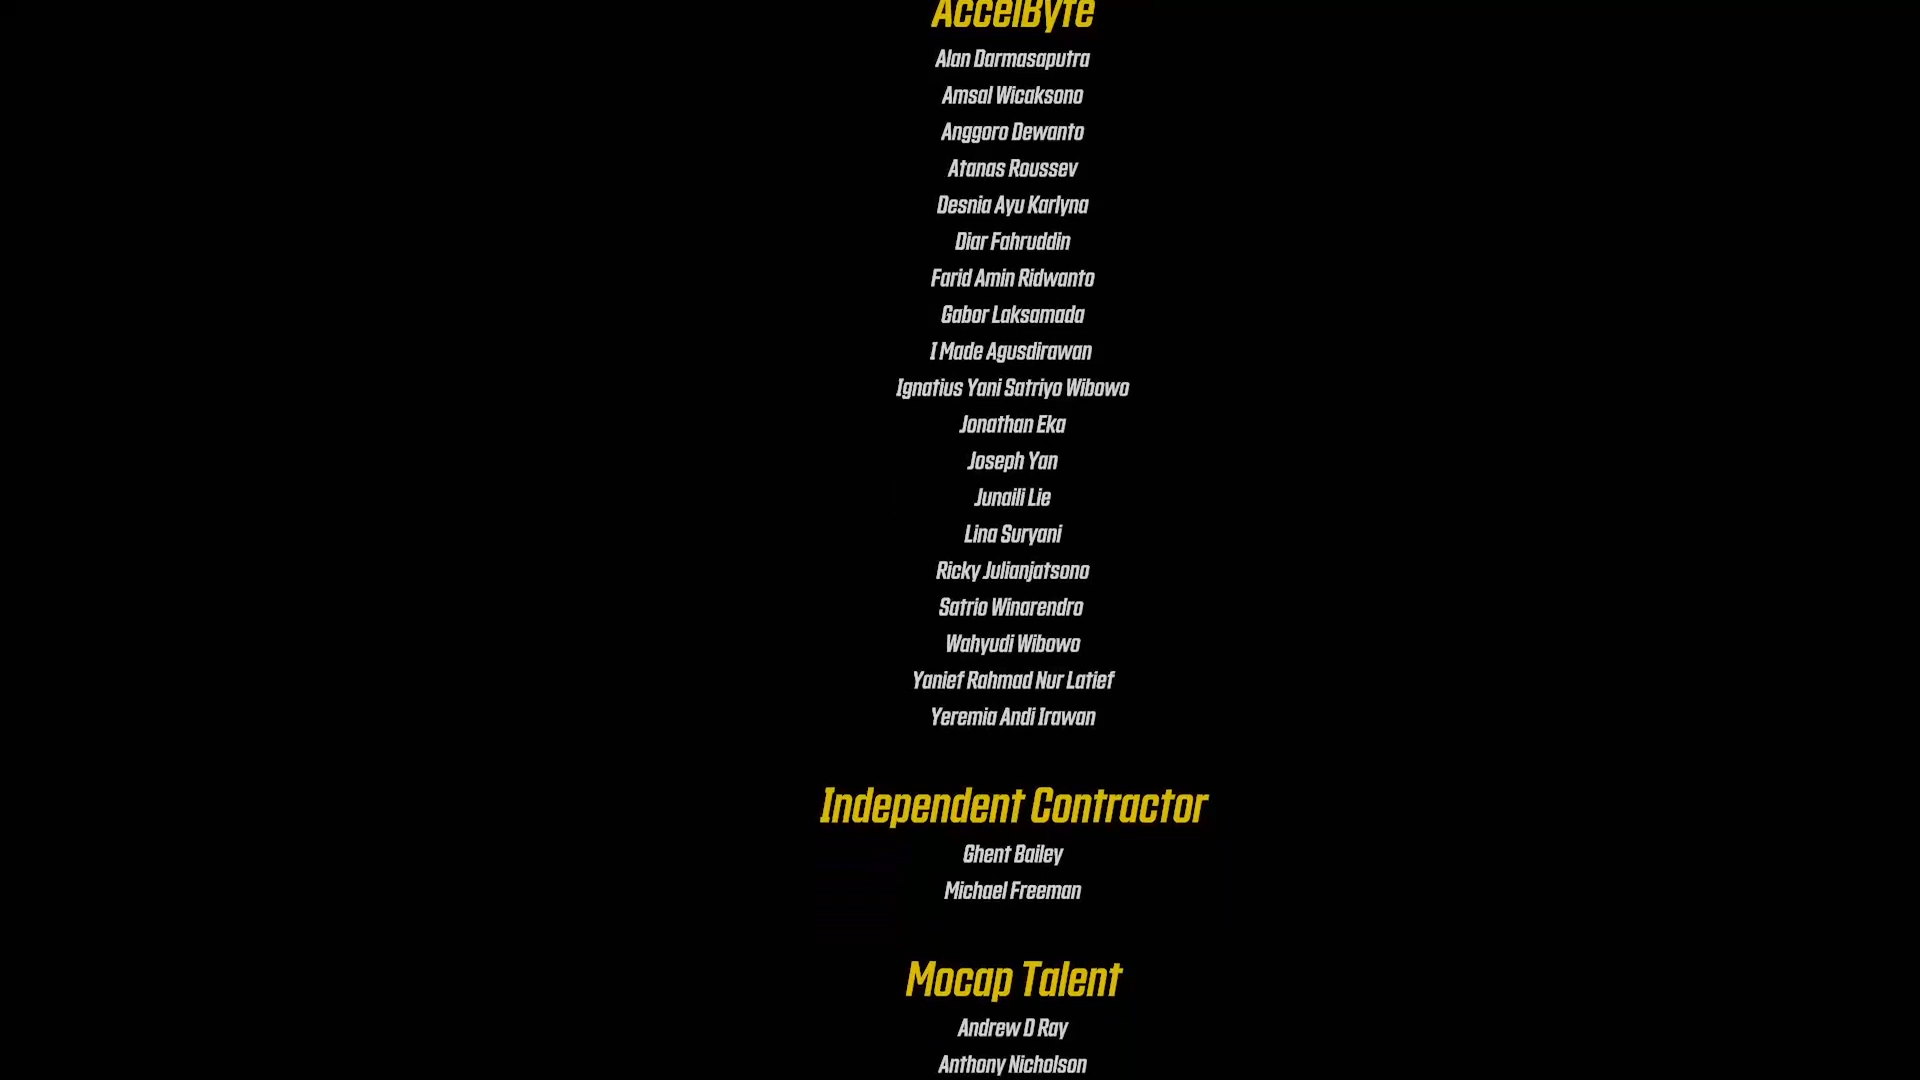 AccelByte
Alan Darmasaputra
Amsal Wicaksono
Anggoro Dewanto
Atanas Roussev
Desnia Ayu Karlyna
Diar Fahruddin
Farid Amin Ridwanto
Gabor Laksamada
I Made Agusdirawan
Ignatius Yani Satriyo Wibowo
Jonathan Eka
Joseph Yan
Junaili Lie
Lina Suryani
Ricky Julianjatsono
Satrio Winarendro
Wahyudi Wibowo
Yanief Rahmad Nur Latief
Yeremia Andi Irawan
Independent Contractor
Ghent Bailey
Michael Freeman
Mocap Talent
Andrew D Ray
Anthony Nicholson